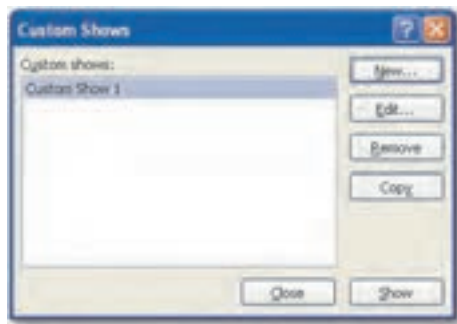 Custom Shows
Custom shows:
Custom Show 1
New...
Edit...
Remove
Copy
Close
Show